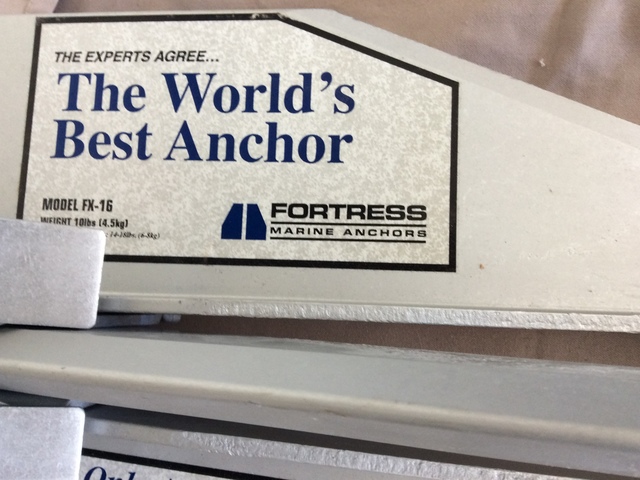 THE EXPERTS AGREE...
The World's
Best Anchor
MODEL FX-16
WEIGHT 10lbs (4.5kg)
FORTRESS
MARINE ANCHORS